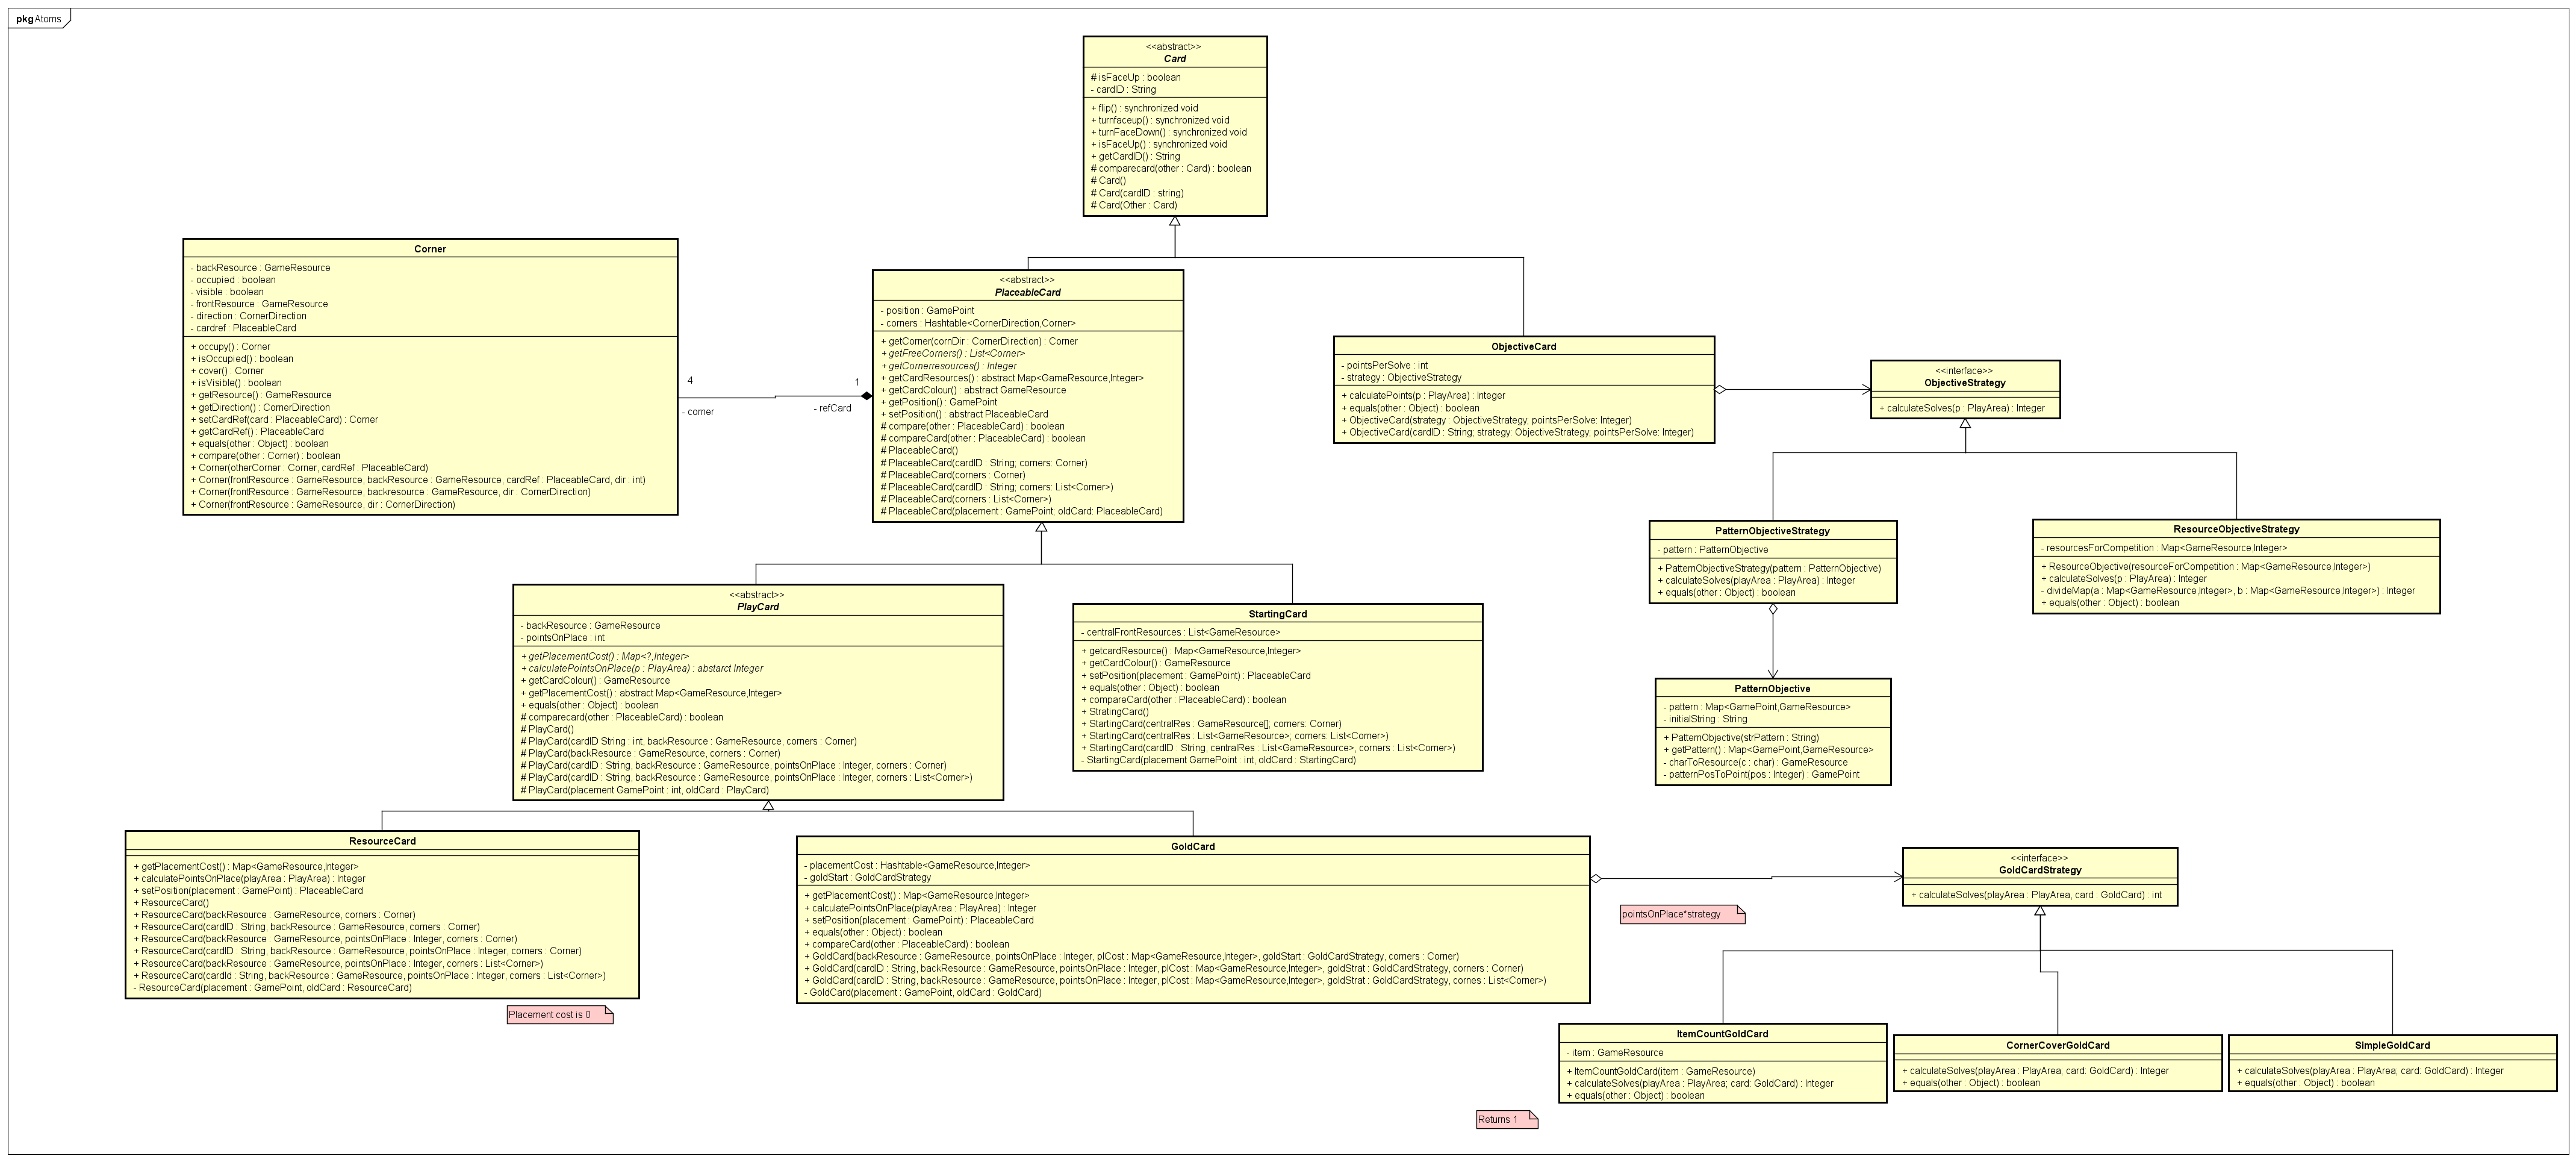 pkg Atoms
<<abstract>>
Card
# isFaceUp : boolean
- cardID : String
+ flip() : synchronized void
+ turnfaceup() : synchronized void
+ turnFaceDown() : synchronized void
+ isFaceUp() : synchronized void
+ getCardID() : String
# comparecard(other : Card) : boolean
# Card()
# Card(cardID : string)
# Card(Other : Card)
Corner
- backResource : GameResource
- occupied : boolean
- visible : boolean
- frontResource : GameResource
- direction : CornerDirection
- cardref : PlaceableCard
+ occupy() : Corner
+ isOccupied() : boolean
+ cover() : Corner
+ isVisible() : boolean
+ getResource() : GameResource
+ getDirection() : CornerDirection
+ setCardRef(card : PlaceableCard) : Corner
+ getCardRef() : PlaceableCard
+ equals(other : Object) : boolean
+ compare(other : Corner) : boolean
+ Corner(otherCorner : Corner, cardRef : PlaceableCard)
+ Corner(frontResource : GameResource, backResource : GameResource, cardRef : PlaceableCard, dir : int)
+ Corner(frontResource : GameResource, backresource : GameResource, dir : CornerDirection)
+ Corner(frontResource : GameResource, dir : CornerDirection)
4
- corner
1
- refCard
<<abstract>>
PlaceableCard
- position : GamePoint
- corners : Hashtable<CornerDirection,Corner>
+ getCorner(cornDir : CornerDirection) : Corner
+ getFreeCorners() : List<Corner>
+ getCornerresources() : Integer
+ getCardResources() : abstract Map<GameResource,Integer>
+ getCardColour() : abstract GameResource
+ getPosition() : GamePoint
+ setPosition() : abstract PlaceableCard
# compare(other : PlaceableCard) : boolean
# compareCard(other : PlaceableCard) : boolean
# PlaceableCard()
# PlaceableCard(cardID : String; corners: Corner)
# PlaceableCard(corners : Corner)
# PlaceableCard(cardID : String; corners: List<Corner>)
# PlaceableCard(corners : List<Corner>)
# PlaceableCard(placement : GamePoint; oldCard: PlaceableCard)
ObjectiveCard
- pointsPerSolve : int
- strategy : ObjectiveStrategy
+ calculatePoints(p : PlayArea) : Integer
+ equals(other : Object) : boolean
+ ObjectiveCard(strategy : ObjectiveStrategy; pointsPerSolve: Integer)
+ ObjectiveCard(cardID : String; strategy: ObjectiveStrategy; pointsPerSolve: Integer)
<<interface>>
ObjectiveStrategy
+ calculateSolves(p : PlayArea) : Integer
PatternObjectiveStrategy
- pattern : PatternObjective
+ PatternObjectiveStrategy(pattern : PatternObjective)
+ calculateSolves(playArea : PlayArea) : Integer
+ equals(other : Object) : boolean
ResourceObjectiveStrategy
- resourcesForCompetition : Map<GameResource,Integer>
+ ResourceObjective(resourceForCompetition : Map<GameResource,Integer>)
+ calculateSolves(p : PlayArea) : Integer
- divideMap(a : Map<GameResource,Integer>, b : Map<GameResource,Integer>) : Integer
+ equals(other : Object) : boolean
<<abstract>>
PlayCard
- backResource : GameResource
- pointsOnPlace : int
+ getPlacementCost() : Map<?,Integer>
+ calculatePointsOnPlace(p : PlayArea) : abstarct Integer
+ getCardColour() : GameResource
+ getPlacementCost() : abstract Map<GameResource,Integer>
+ equals(other : Object) : boolean
# comparecard(other : PlaceableCard) : boolean
# PlayCard()
# PlayCard(cardID String : int, backResource : GameResource, corners : Corner)
# PlayCard(backResource : GameResource, corners : Corner)
# PlayCard(cardID : String, backResource : GameResource, pointsOnPlace : Integer, corners : Corner)
# PlayCard(cardID : String, backResource : GameResource, pointsOnPlace : Integer, corners : List<Corner>)
# PlayCard(placement GamePoint : int, oldCard : PlayCard)
StartingCard
- centralFrontResources : List<GameResource>
+ getcardResource() : Map<GameResource,Integer>
+ getCardColour() : GameResource
+ setPosition(placement : GamePoint) : PlaceableCard
+ equals(other : Object) : boolean
+ compareCard(other : PlaceableCard) : boolean
+ StratingCard()
+ StartingCard(centralRes : GameResource[]; corners: Corner)
+ StartingCard(centralRes : List<GameResource>; corners: List<Corner>)
+ StartingCard(cardID : String, centralRes : List<GameResource>, corners : List<Corner>)
- StartingCard(placement GamePoint : int, oldCard : StartingCard)
PatternObjective
- pattern : Map<GamePoint,GameResource>
- initialString : String
+ PatternObjective(strPattern : String)
+ getPattern() : Map<GamePoint,GameResource>
- charToResource(c : char) : GameResource
- patternPosToPoint(pos : Integer) : GamePoint
ResourceCard
+ getPlacementCost() : Map<GameResource,Integer>
+ calculatePointsOnPlace(playArea : PlayArea) : Integer
+ setPosition(placement : GamePoint) : PlaceableCard
+ ResourceCard()
+ ResourceCard(backResource : GameResource, corners : Corner)
+ ResourceCard(cardID : String, backResource : GameResource, corners : Corner)
+ ResourceCard(backResource : GameResource, pointsOnPlace : Integer, corners : Corner)
+ ResourceCard(cardID : String, backResource : GameResource, pointsOnPlace : Integer, corners : Corner)
+ ResourceCard(backResource : GameResource, pointsOnPlace : Integer, corners : List<Corner>)
+ ResourceCard(cardId : String, backResource : GameResource, pointsOnPlace : Integer, corners : List<Corner>)
- ResourceCard(placement : GamePoint, oldCard : ResourceCard)
Placement cost is 0
GoldCard
- placementCost : Hashtable<GameResource,Integer>
- goldStart : GoldCardStrategy
+ getPlacementCost() : Map<GameResource,Integer>
+ calculatePointsOnPlace(playArea : PlayArea) : Integer
+ setPosition(placement : GamePoint) : PlaceableCard
+ equals(other : Object) : boolean
+ compareCard(other : PlaceableCard) : boolean
+ GoldCard(backResource : GameResource, pointsOnPlace : Integer, plCost : Map<GameResource,Integer>, goldStart : GoldCardStrategy, corners : Corner)
+ GoldCard(cardID : String, backResource : GameResource, pointsOnPlace : Integer, plCost : Map<GameResource,Integer>, goldStrat : GoldCardStrategy, corners : Corner)
+ GoldCard(cardID : String, backResource : GameResource, pointsOnPlace : Integer, plCost : Map<GameResource,Integer>, goldStrat : GoldCardStrategy, cornes : List<Corner>)
- GoldCard(placement : GamePoint, oldCard : GoldCard)
pointsOnPlace*strategy
<<interface>>
GoldCardStrategy
+ calculateSolves(playArea : PlayArea, card : GoldCard) : int
ItemCountGoldCard
- item : GameResource
+ ItemCountGoldCard(item : GameResource)
+ calculateSolves(playArea : PlayArea; card: GoldCard) : Integer
+ equals(other : Object) : boolean
CornerCoverGoldCard
+ calculateSolves(playArea : PlayArea; card: GoldCard) : Integer
+ equals(other : Object) : boolean
SimpleGoldCard
+ calculateSolves(playArea : PlayArea; card: GoldCard) : Integer
+ equals(other : Object) : boolean
Returns 1